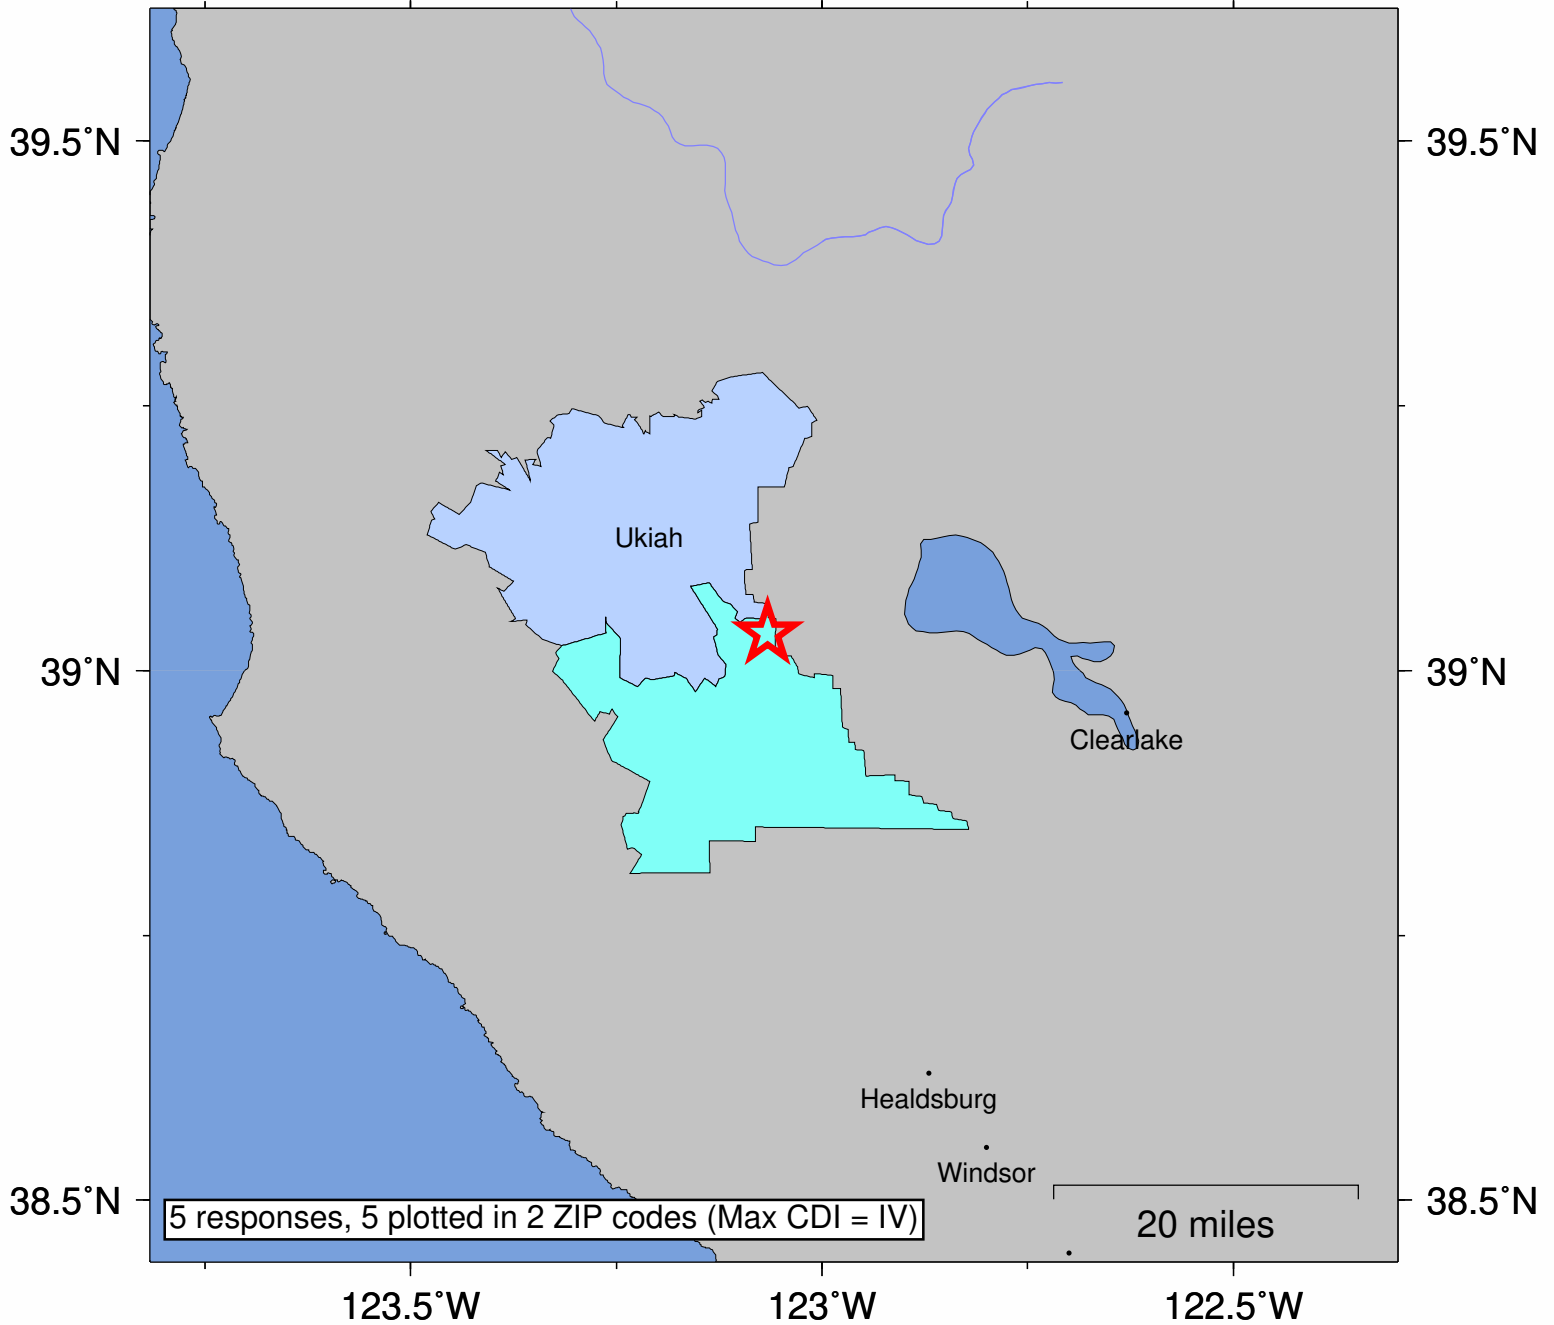 39.5˚N
39.5˚N
Ukiah
39˚N
39˚N
Clearlake
Healdsburg
Windsor
38.5˚N
38.5˚N
5 responses, 5 plotted in 2 ZIP codes (Max CDI = IV)
20 miles
123.5˚W
123˚W
122.5˚W